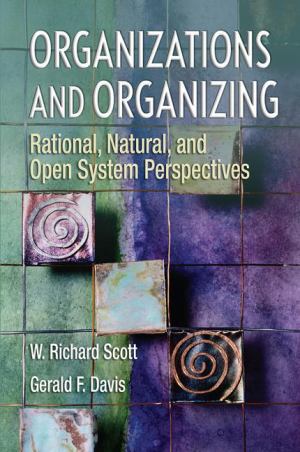 ORGANIZATIONS
AND ORGANIZING
Rational, Natural, and
Open System Perspectives
W. Richard Scott
Gerald F. Davis